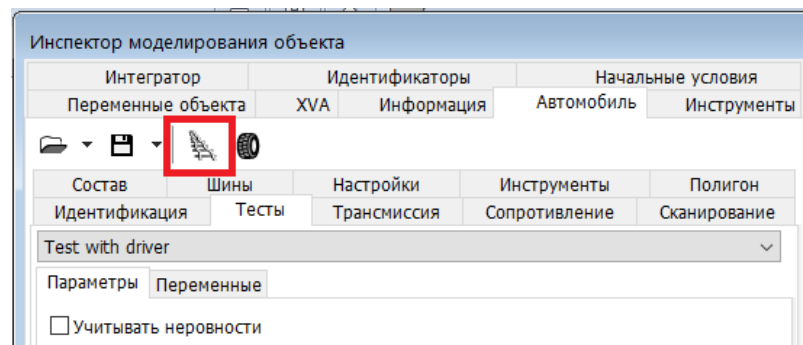 Инспектор моделирования объекта
Интегратор Идентификаторы Начальные условия
Переменные объекта XVA Информация Автомобиль Инструменты
Состав Шины Настройки Инструменты Полигон
Идентификация Тесты Трансмиссия Сопротивление Сканирование
Test with driver
Параметры Переменные
Учитывать неровности